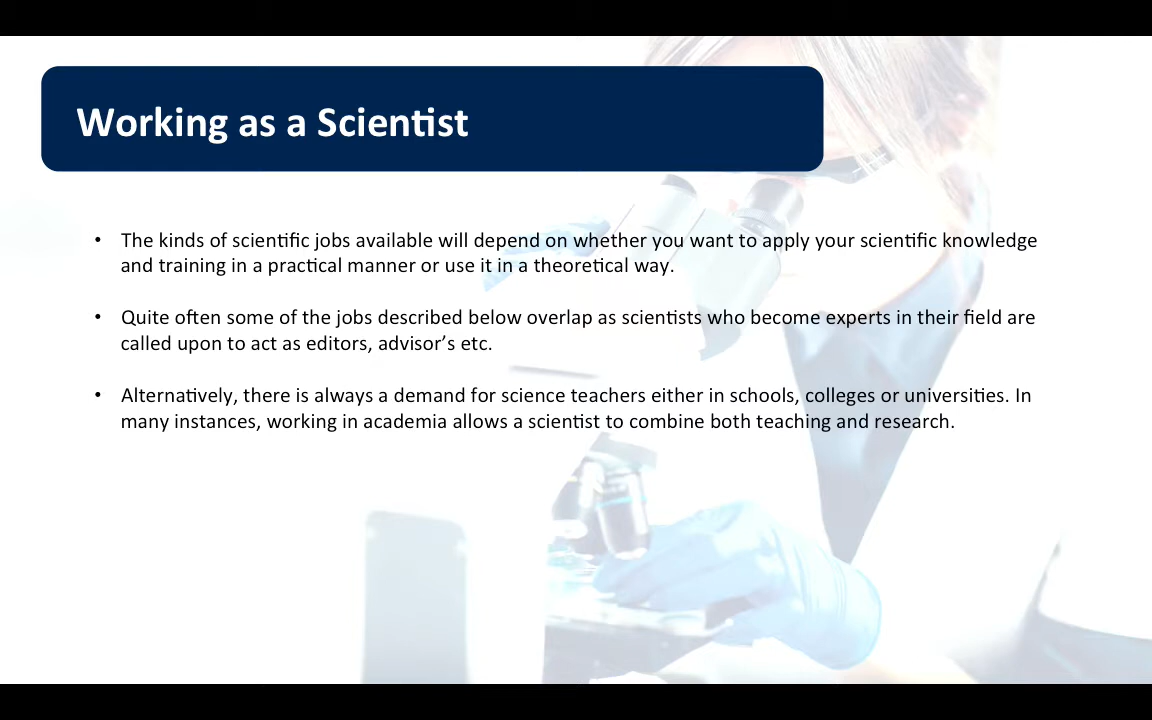 Working as a Scientist
• The kinds of scientific jobs available will depend on whether you want to apply your scientific knowledge
and training in a practical manner or use it in a theoretical way.
• Quite often some of the jobs described below overlap as scientists who become experts in their field are
called upon to act as editors, advisor’s etc.
• Alternatively, there is always a demand for science teachers either in schools, colleges or universities. In
many instances, working in academia allows a scientist to combine both teaching and research.